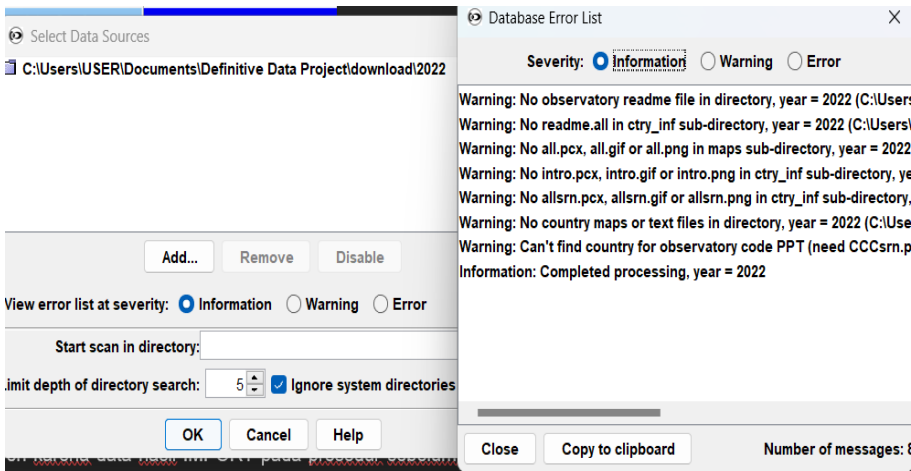 Select Data Sources
C:\Users\USER\Documents\Definitive Data Project\download\2022
Add...
Remove
Disable
View error list at severity: Information Warning Error
Start scan in directory:
Limit depth of directory search: 5 Ignore system directories
OK
Cancel
Help
Database Error List
Severity: Information Warning Error
Warning: No observatory readme file in directory, year = 2022 (C:\Users
Warning: No readme.all in ctry_inf sub-directory, year = 2022 (C:\Users\
Warning: No all.pcx, all.gif or all.png in maps sub-directory, year = 2022
Warning: No intro.pcx, intro.gif or intro.png in ctry_inf sub-directory, ye
Warning: No allsrn.pcx, allsrn.gif or allsrn.png in ctry_inf sub-directory,
Warning: No country maps or text files in directory, year = 2022 (C:\Use
Warning: Can't find country for observatory code PPT (need CCCsrn.p
Information: Completed processing, year = 2022
Close
Copy to clipboard
Number of messages: 8